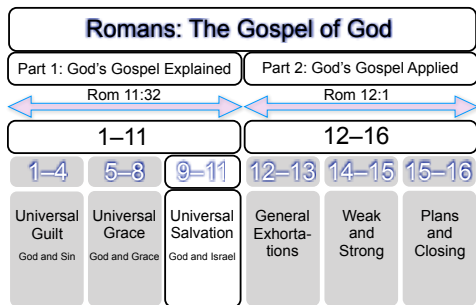 Romans: The Gospel of God
Part 1: God's Gospel Explained
Part 2: God's Gospel Applied
Rom 11:32
Rom 12:1
1–11
12–16
1–4
5–8
9–11
12–13
14–15
15–16
Universal
Guilt
God and Sin
Universal
Grace
God and Grace
Universal
Salvation
God and Israel
General
Exhorta-
tions
Weak
and
Strong
Plans
and
Closing